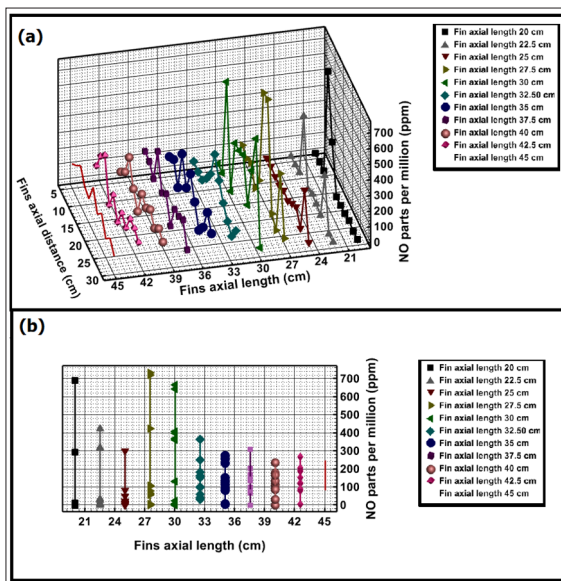 (a)
Fin axial length 20 cm
Fin axial length 22.5 cm
Fin axial length 25 cm
Fin axial length 27.5 cm
Fin axial length 30 cm
Fin axial length 32.50 cm
Fin axial length 35 cm
Fin axial length 37.5 cm
Fin axial length 40 cm
Fin axial length 42.5 cm
Fin axial length 45 cm
700
600
500
400
300
200
100
0
NO parts per million (ppm)
5
10
15
20
25
30
Fins axial distance (cm)
45 42 39 36 33 30 27 24 21
Fins axial length (cm)
(b)
700
600
500
400
300
200
100
0
NO parts per million (ppm)
21 24 27 30 33 35 39 42 45
Fins axial length (cm)
Fin axial length 20 cm
Fin axial length 22.5 cm
Fin axial length 25 cm
Fin axial length 27.5 cm
Fin axial length 30 cm
Fin axial length 32.50 cm
Fin axial length 35 cm
Fin axial length 37.5 cm
Fin axial length 40 cm
Fin axial length 42.5 cm
Fin axial length 45 cm